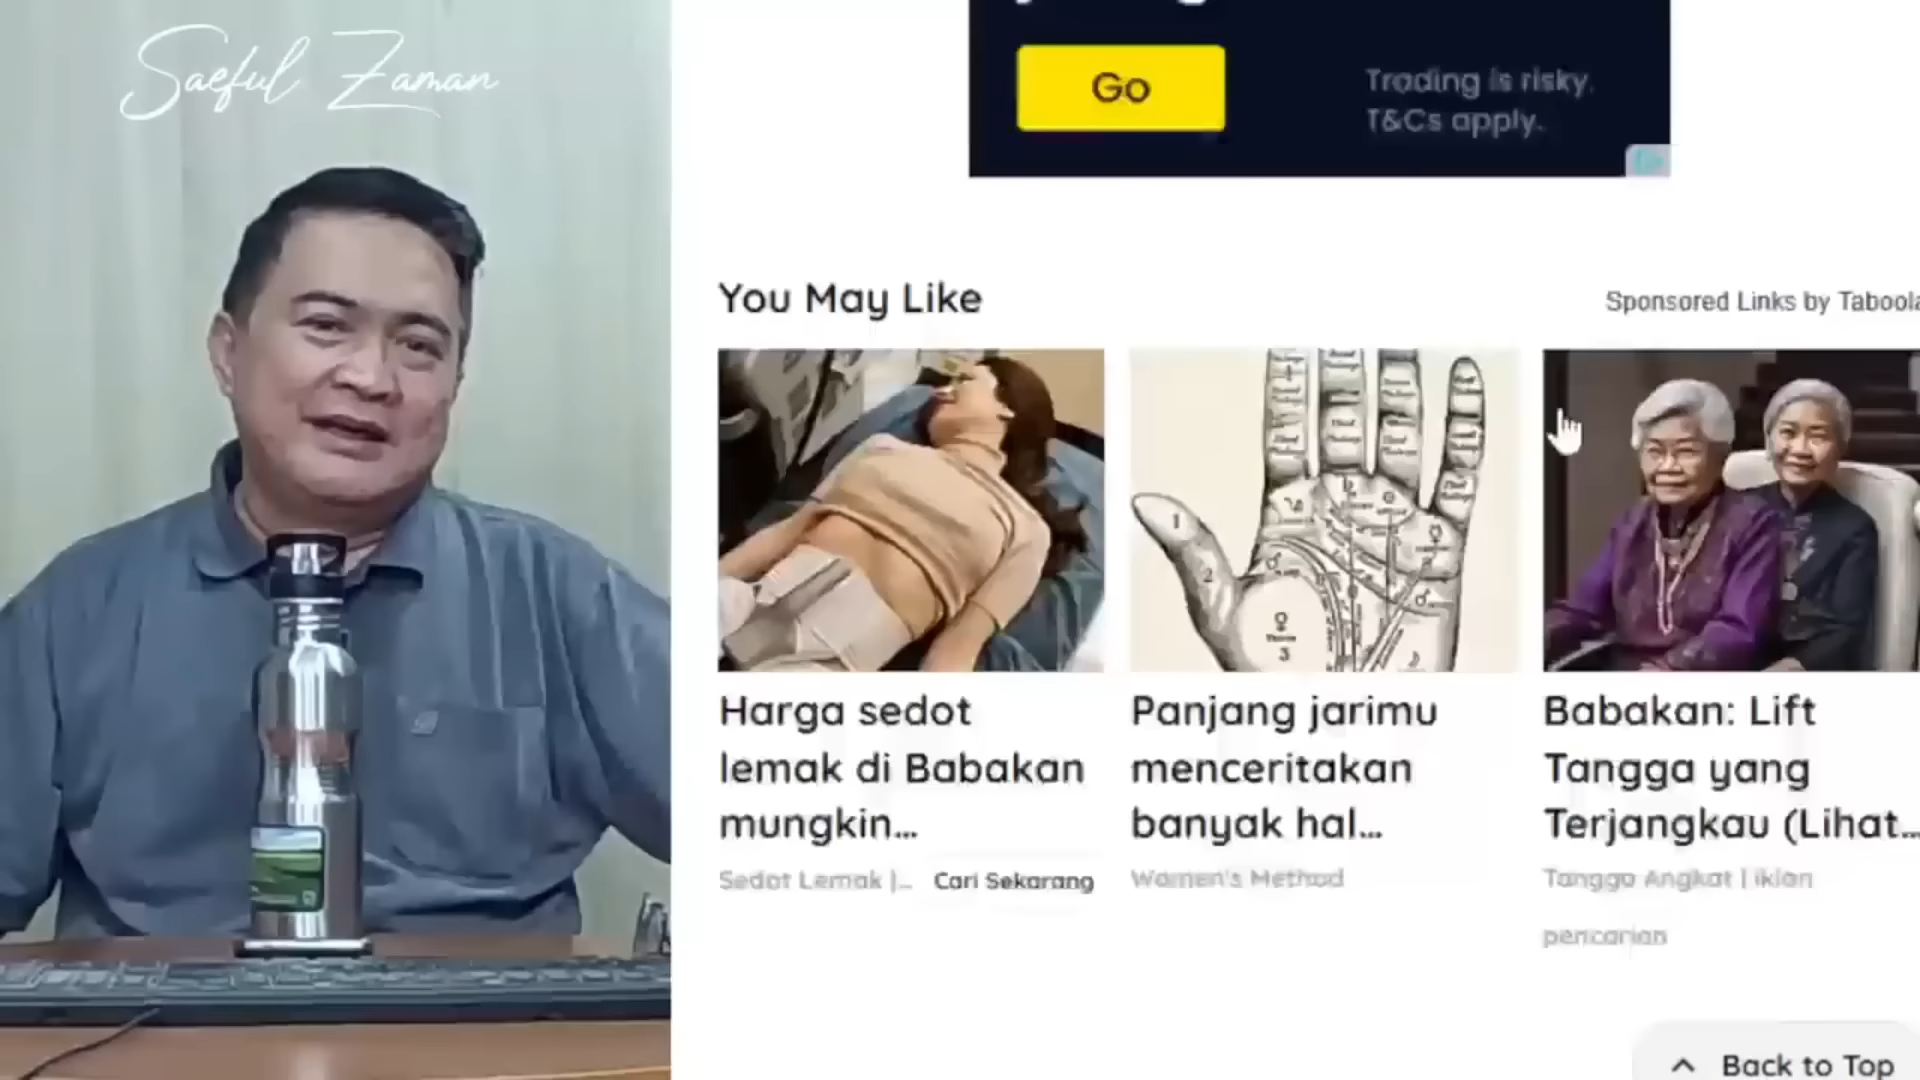 Saeful Zaman
Go
Trading is risky.
T&Cs apply.
You May Like
Sponsored Links by Taboola
Harga sedot
lemak di Babakan
mungkin...
Sedot Lemak |...
Cari Sekarang
Panjang jarimu
menceritakan
banyak hal...
Women's Method
Babakan: Lift
Tangga yang
Terjangkau (Lihat...
Tangga Angkat | iklan
pencarian
Back to Top